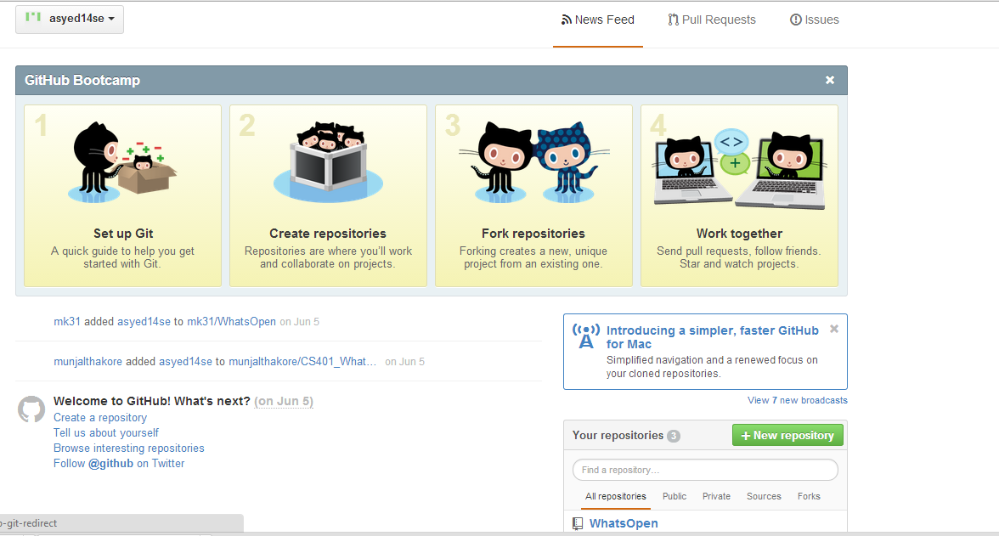 asyed14se
News Feed
Pull Requests
Issues
GitHub Bootcamp
1
Set up Git
A quick guide to help you get
started with Git.
2
Create repositories
Repositories are where you'll work
and collaborate on projects.
3
Fork repositories
Forking creates a new, unique
project from an existing one.
4
Work together
Send pull requests, follow friends.
Star and watch projects.
mk31 added asyed14se to mk31/WhatsOpen on Jun 5
munjalthakore added asyed14se to munjalthakore/CS401_What… on Jun 5
Welcome to GitHub! What's next? (on Jun 5)
Create a repository
Tell us about yourself
Browse interesting repositories
Follow @github on Twitter
Introducing a simpler, faster GitHub
for Mac
Simplified navigation and a renewed focus on
your cloned repositories.
View 7 new broadcasts
Your repositories 3
+ New repository
Find a repository…
All repositories
Public
Private
Sources
Forks
WhatsOpen
-git-redirect